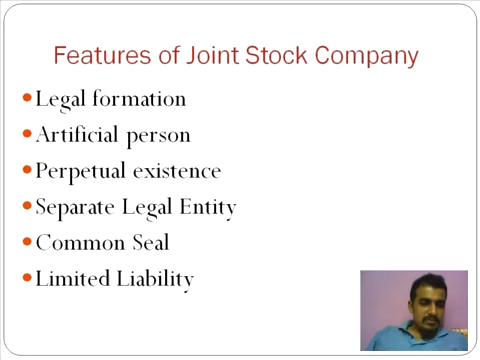 Features of Joint Stock Company
Legal formation
Artificial person
Perpetual existence
Separate Legal Entity
Common Seal
Limited Liability